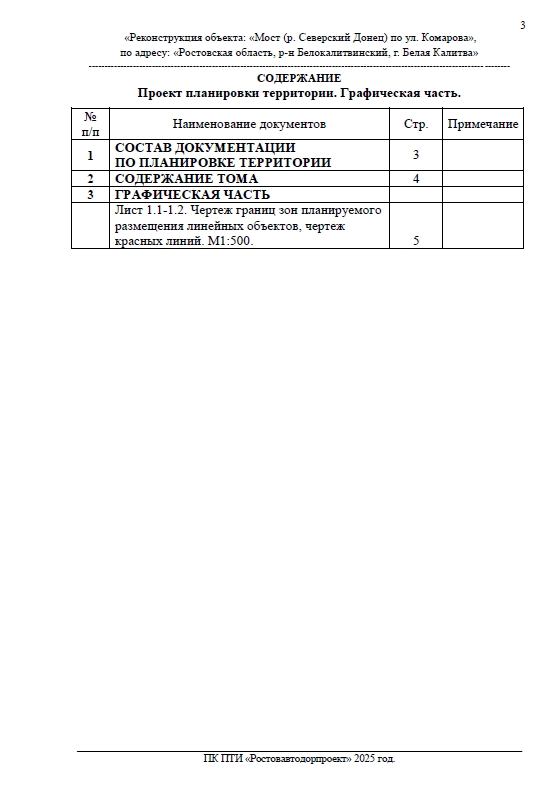 3
«Реконструкция объекта: «Мост (р. Северский Донец) по ул. Комарова»,
по адресу: «Ростовская область, р-н Белокалитвинский, г. Белая Калитва»
СОДЕРЖАНИЕ
Проект планировки территории. Графическая часть.
№ п/п Наименование документов Стр. Примечание
1 СОСТАВ ДОКУМЕНТАЦИИ
ПО ПЛАНИРОВКЕ ТЕРРИТОРИИ 3
2 СОДЕРЖАНИЕ ТОМА 4
3 ГРАФИЧЕСКАЯ ЧАСТЬ
Лист 1.1-1.2. Чертеж границ зон планируемого
размещения линейных объектов, чертеж
красных линий. М1:500. 5
ПК ПТИ «Ростовавтодорпроект» 2025 год.